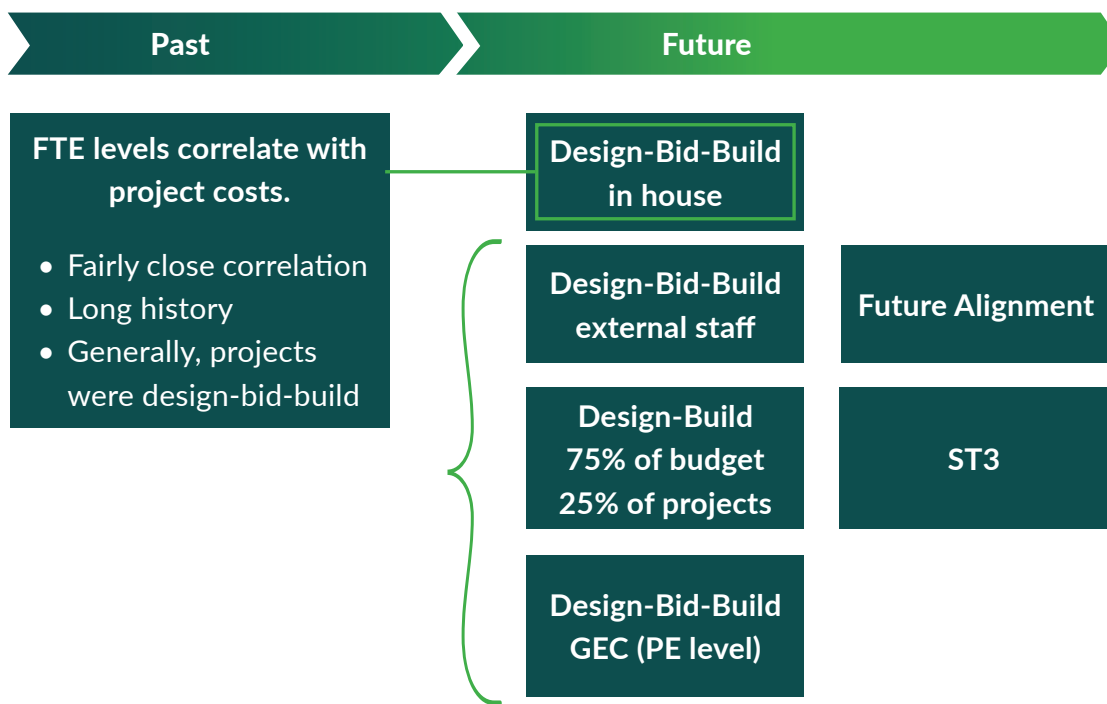 Past
Future
FTE levels correlate with
project costs.
• Fairly close correlation
• Long history
• Generally, projects
were design-bid-build
Design-Bid-Build
in house
Design-Bid-Build
external staff
Future Alignment
Design-Build
75% of budget
25% of projects
ST3
Design-Bid-Build
GEC (PE level)